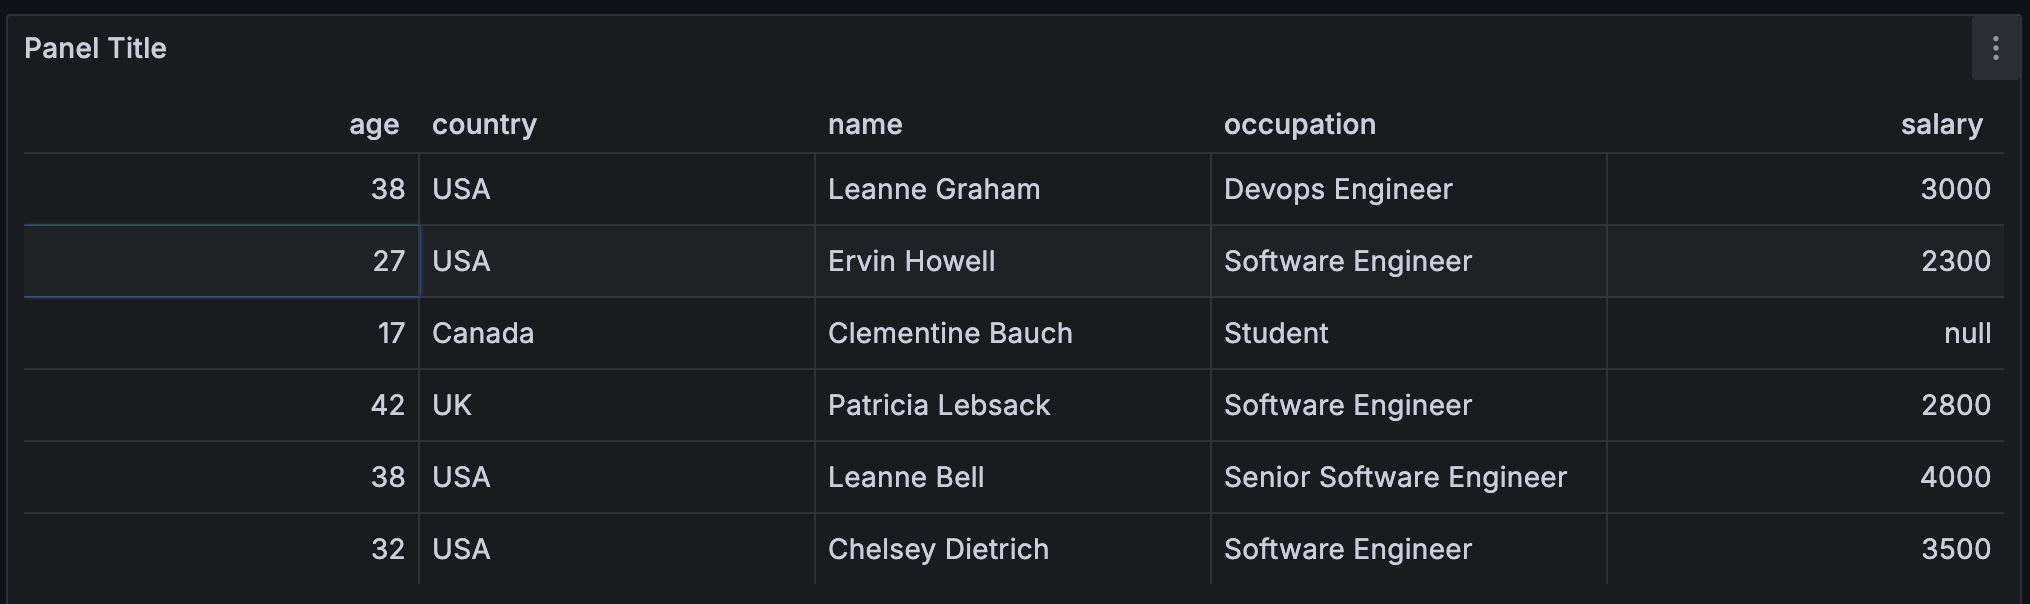 Panel Title
age country name occupation salary
38 USA Leanne Graham Devops Engineer 3000
27 USA Ervin Howell Software Engineer 2300
17 Canada Clementine Bauch Student null
42 UK Patricia Lebsack Software Engineer 2800
38 USA Leanne Bell Senior Software Engineer 4000
32 USA Chelsey Dietrich Software Engineer 3500